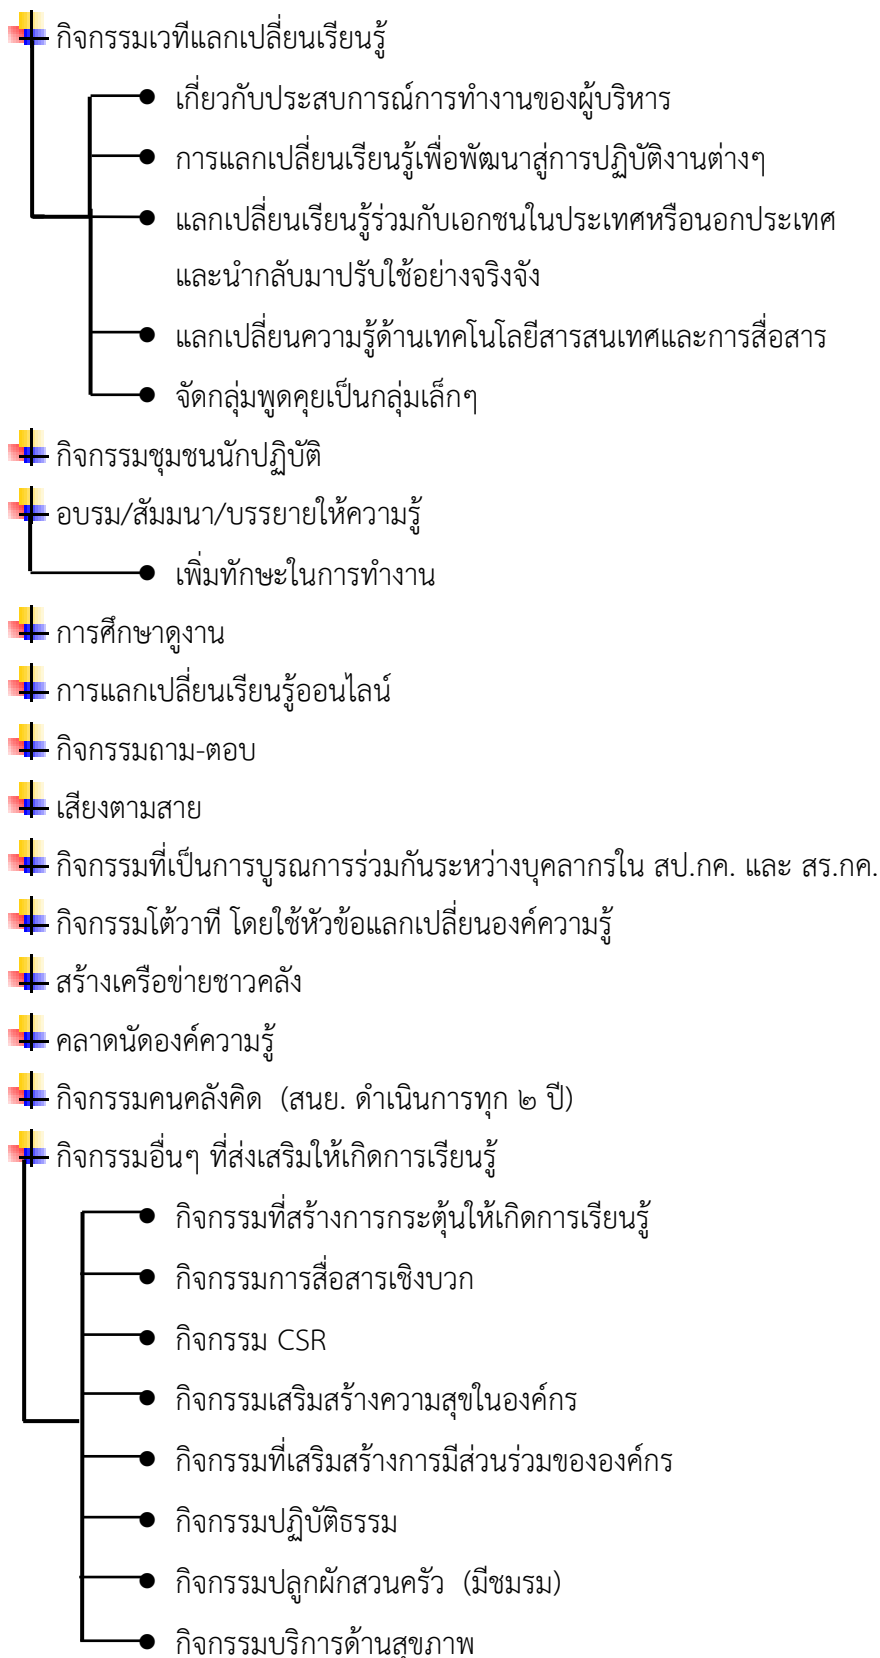 กิจกรรมเวทีแลกเปลี่ยนเรียนรู้
เกี่ยวกับประสบการณ์การทำงานของผู้บริหาร
การแลกเปลี่ยนเรียนรู้เพื่อพัฒนาสู่การปฏิบัติงานต่างๆ
แลกเปลี่ยนเรียนรู้ร่วมกับเอกชนในประเทศหรือนอกประเทศ
และนำกลับมาปรับใช้อย่างจริงจัง
แลกเปลี่ยนความรู้ด้านเทคโนโลยีสารสนเทศและการสื่อสาร
จัดกลุ่มพูดคุยเป็นกลุ่มเล็กๆ
กิจกรรมชุมชนนักปฏิบัติ
อบรม/สัมมนา/บรรยายให้ความรู้
เพิ่มทักษะในการทำงาน
การศึกษาดูงาน
การแลกเปลี่ยนเรียนรู้ออนไลน์
กิจกรรมถาม-ตอบ
เสียงตามสาย
กิจกรรมที่เป็นการบูรณการร่วมกันระหว่างบุคลากรใน สป.กค. และ สร.กค.
กิจกรรมโต้วาที โดยใช้หัวข้อแลกเปลี่ยนองค์ความรู้
สร้างเครือข่ายชาวคลัง
คลาดนัดองค์ความรู้
กิจกรรมคนคลังคิด (สนย. ดำเนินการทุก ๒ ปี)
กิจกรรมอื่นๆ ที่ส่งเสริมให้เกิดการเรียนรู้
กิจกรรมที่สร้างการกระตุ้นให้เกิดการเรียนรู้
กิจกรรมการสื่อสารเชิงบวก
กิจกรรม CSR
กิจกรรมเสริมสร้างความสุขในองค์กร
กิจกรรมที่เสริมสร้างการมีส่วนร่วมขององค์กร
กิจกรรมปฏิบัติธรรม
กิจกรรมปลูกผักสวนครัว (มีชมรม)
กิจกรรมบริการด้านสุขภาพ